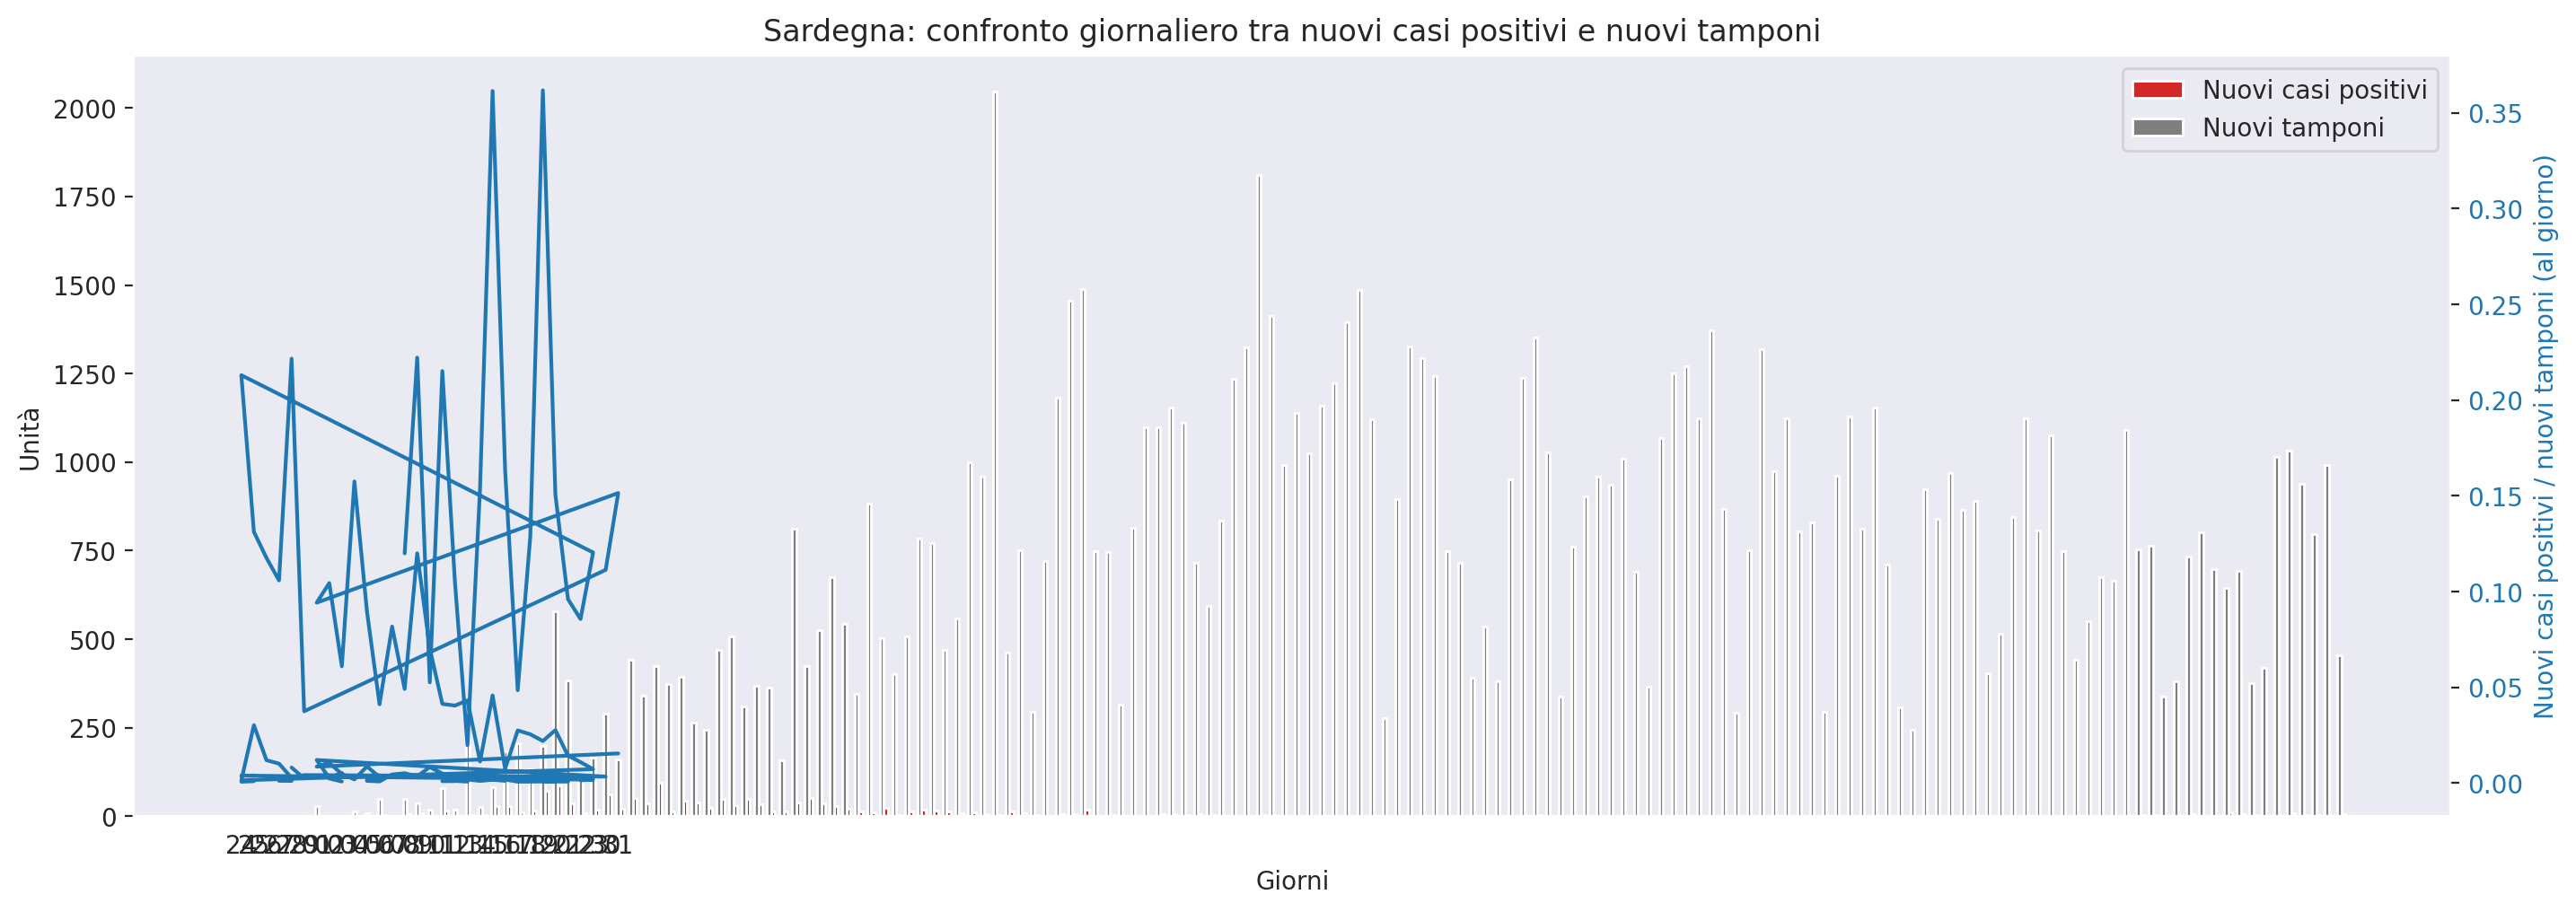 Sardegna: confronto giornaliero tra nuovi casi positivi e nuovi tamponi
Nuovi casi positivi
Nuovi tamponi
2000
1750
1500
1250
1000
750
500
250
0
Unità
0.35
0.30
0.25
0.20
0.15
0.10
0.05
0.00
Nuovi casi positivi / nuovi tamponi (al giorno)
Giorni